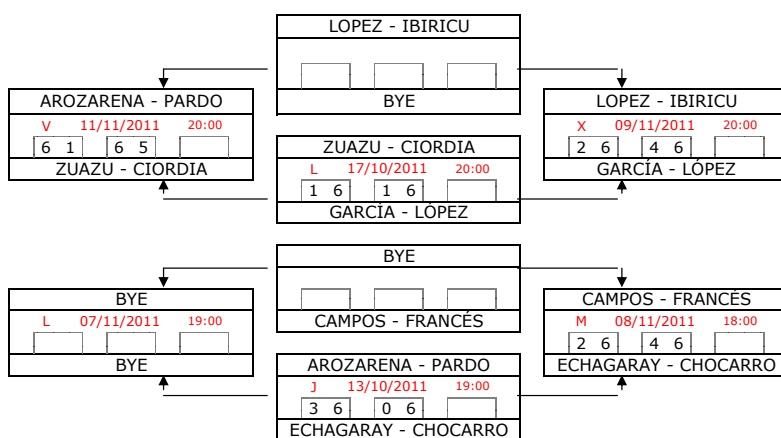 LOPEZ - IBIRICU
BYE
AROZARENA - PARDO
V 11/11/2011 20:00
6 1 6 5
ZUAZU - CIORDIA
LOPEZ - IBIRICU
X 09/11/2011 20:00
2 6 4 6
GARCÍA - LÓPEZ
ZUAZU - CIORDIA
L 17/10/2011 20:00
1 6 1 6
GARCÍA - LÓPEZ
BYE
CAMPOS - FRANCÉS
BYE
L 07/11/2011 19:00
BYE
CAMPOS - FRANCÉS
M 08/11/2011 18:00
2 6 4 6
ECHAGARAY - CHOCARRO
AROZARENA - PARDO
J 13/10/2011 19:00
3 6 0 6
ECHAGARAY - CHOCARRO